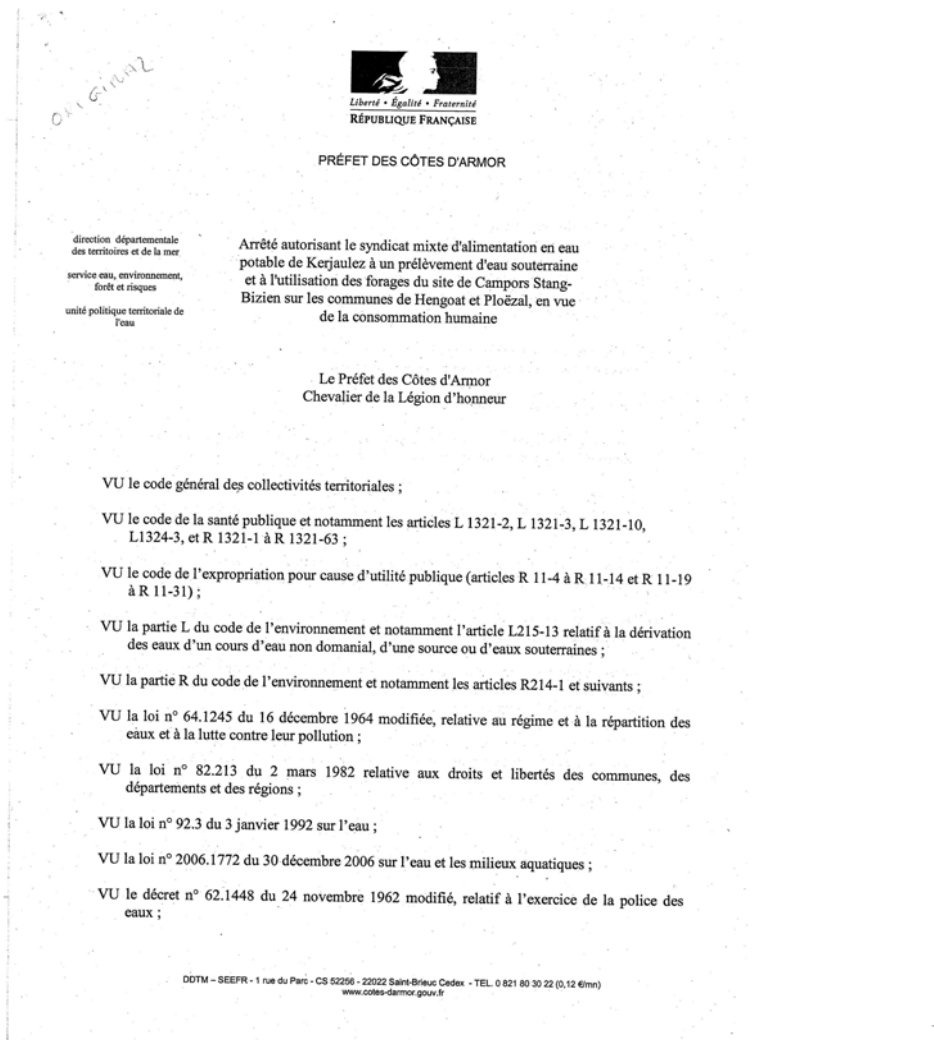 ORIGINAL
Liberté • Égalité • Fraternité
RÉPUBLIQUE FRANÇAISE
PRÉFET DES CÔTES D'ARMOR
direction départementale
des territoires et de la mer
service eau, environnement,
forêt et risques
unité politique territoriale de
l'eau
Arrêté autorisant le syndicat mixte d'alimentation en eau
potable de Kerjaulez à un prélèvement d'eau souterraine
et à l'utilisation des forages du site de Campors Stang-
Bizien sur les communes de Hengoat et Ploëzal, en vue
de la consommation humaine
Le Préfet des Côtes d'Armor
Chevalier de la Légion d'honneur
VU le code général des collectivités territoriales ;
VU le code de la santé publique et notamment les articles L 1321-2, L 1321-3, L 1321-10,
L1324-3, et R 1321-1 à R 1321-63 ;
VU le code de l'expropriation pour cause d'utilité publique (articles R 11-4 à R 11-14 et R 11-19
à R 11-31) ;
VU la partie L du code de l'environnement et notamment l'article L215-13 relatif à la dérivation
des eaux d'un cours d'eau non domanial, d'une source ou d'eaux souterraines ;
VU la partie R du code de l'environnement et notamment les articles R214-1 et suivants ;
VU la loi n° 64.1245 du 16 décembre 1964 modifiée, relative au régime et à la répartition des
eaux et à la lutte contre leur pollution ;
VU la loi n° 82.213 du 2 mars 1982 relative aux droits et libertés des communes, des
départements et des régions ;
VU la loi n° 92.3 du 3 janvier 1992 sur l'eau ;
VU la loi n° 2006.1772 du 30 décembre 2006 sur l'eau et les milieux aquatiques ;
VU le décret n° 62.1448 du 24 novembre 1962 modifié, relatif à l'exercice de la police des
eaux ;
DDTM – SEEFR - 1 rue du Parc - CS 52256 - 22022 Saint-Brieuc Cedex - TEL. 0 821 80 30 22 (0,12 €/mn)
www.cotes-darmor.gouv.fr